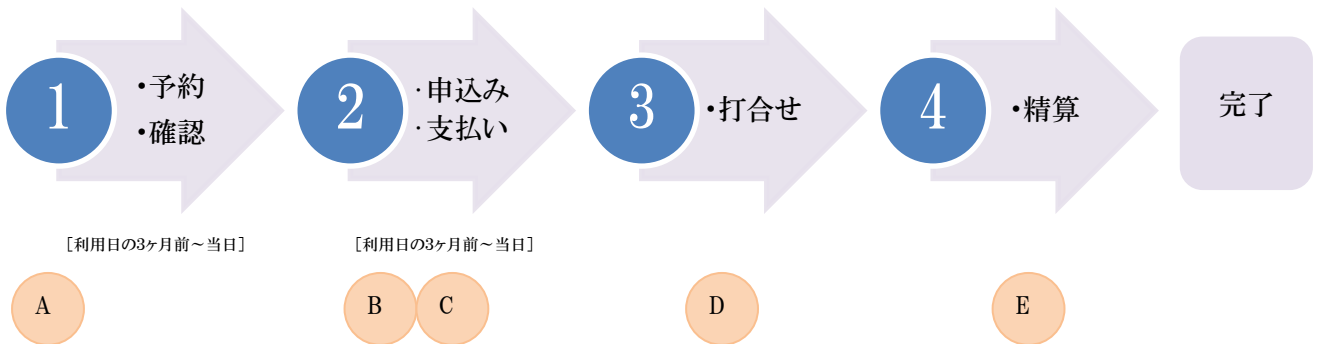 1
・予約
・確認
2
・申込み
・支払い
3
・打合せ
4
・精算
完了
［利用日の3ヶ月前～当日］
［利用日の3ヶ月前～当日］
A
B
C
D
E